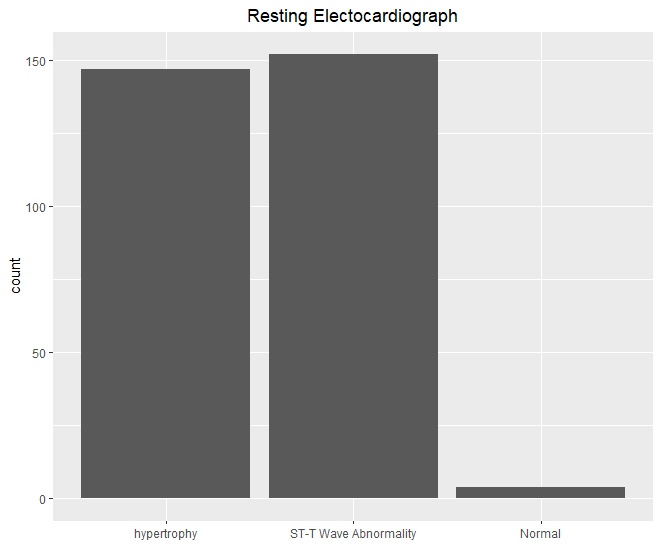 Resting Electocardiograph
count
150
100
50
0
hypertrophy ST-T Wave Abnormality Normal